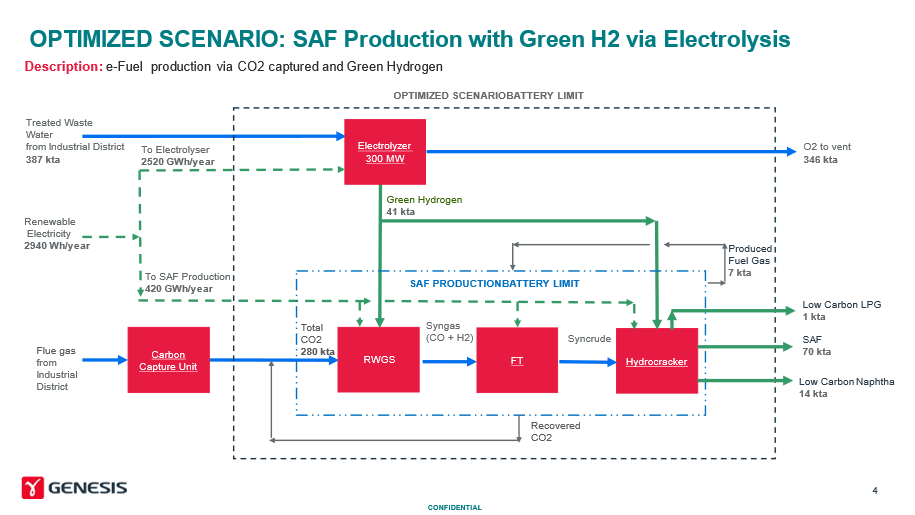 OPTIMIZED SCENARIO: SAF Production with Green H2 via Electrolysis
Description: e-Fuel production via CO2 captured and Green Hydrogen
OPTIMIZED SCENARIOBATTERY LIMIT
Treated Waste
Water
from Industrial District
387 kta
To Electrolyser
2520 GWh/year
Electrolyzer
300 MW
O2 to vent
346 kta
Green Hydrogen
41 kta
Renewable
Electricity
2940 Wh/year
Produced
Fuel Gas
7 kta
To SAF Production
420 GWh/year
SAF PRODUCTIONBATTERY LIMIT
Low Carbon LPG
1 kta
Total
CO2
280 kta
Syngas
(CO + H2)
Syncrude
SAF
70 kta
Flue gas
from
Industrial
District
Carbon
Capture Unit
RWGS
FT
Hydrocracker
Low Carbon Naphtha
14 kta
Recovered
CO2
GENESIS
4
CONFIDENTIAL